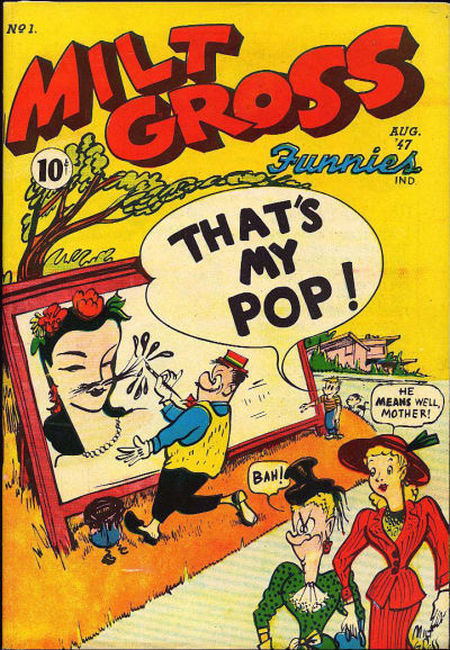 Nº1.
MILT
GROSS
AUG.
'47
Funnies
IND.
10¢
THAT'S
MY
POP!
HE
MEANS WELL,
MOTHER!
BAH!